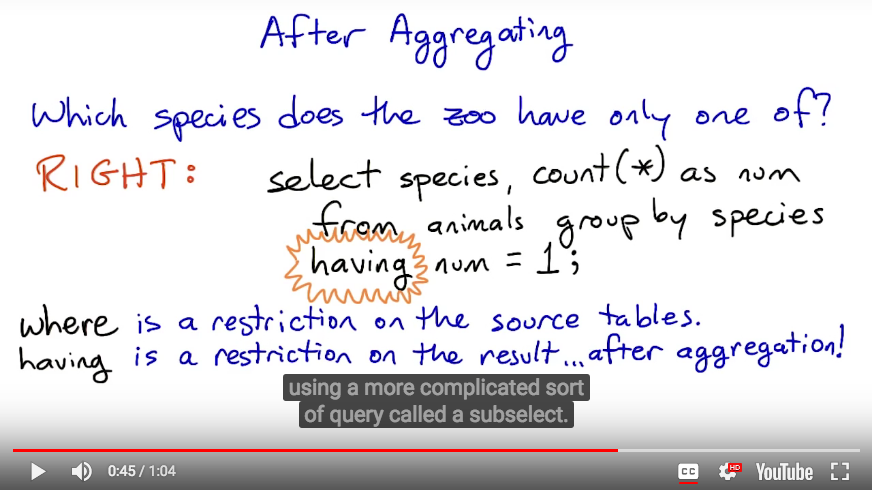 After Aggregating
Which species does the zoo have only one of?
RIGHT: select species, count(*) as num
from animals group by species
having num = 1;
where is a restriction on the source tables.
having is a restriction on the result...after aggregation!
using a more complicated sort
of query called a subselect.
0:45 / 1:04
CC
HD
YouTube